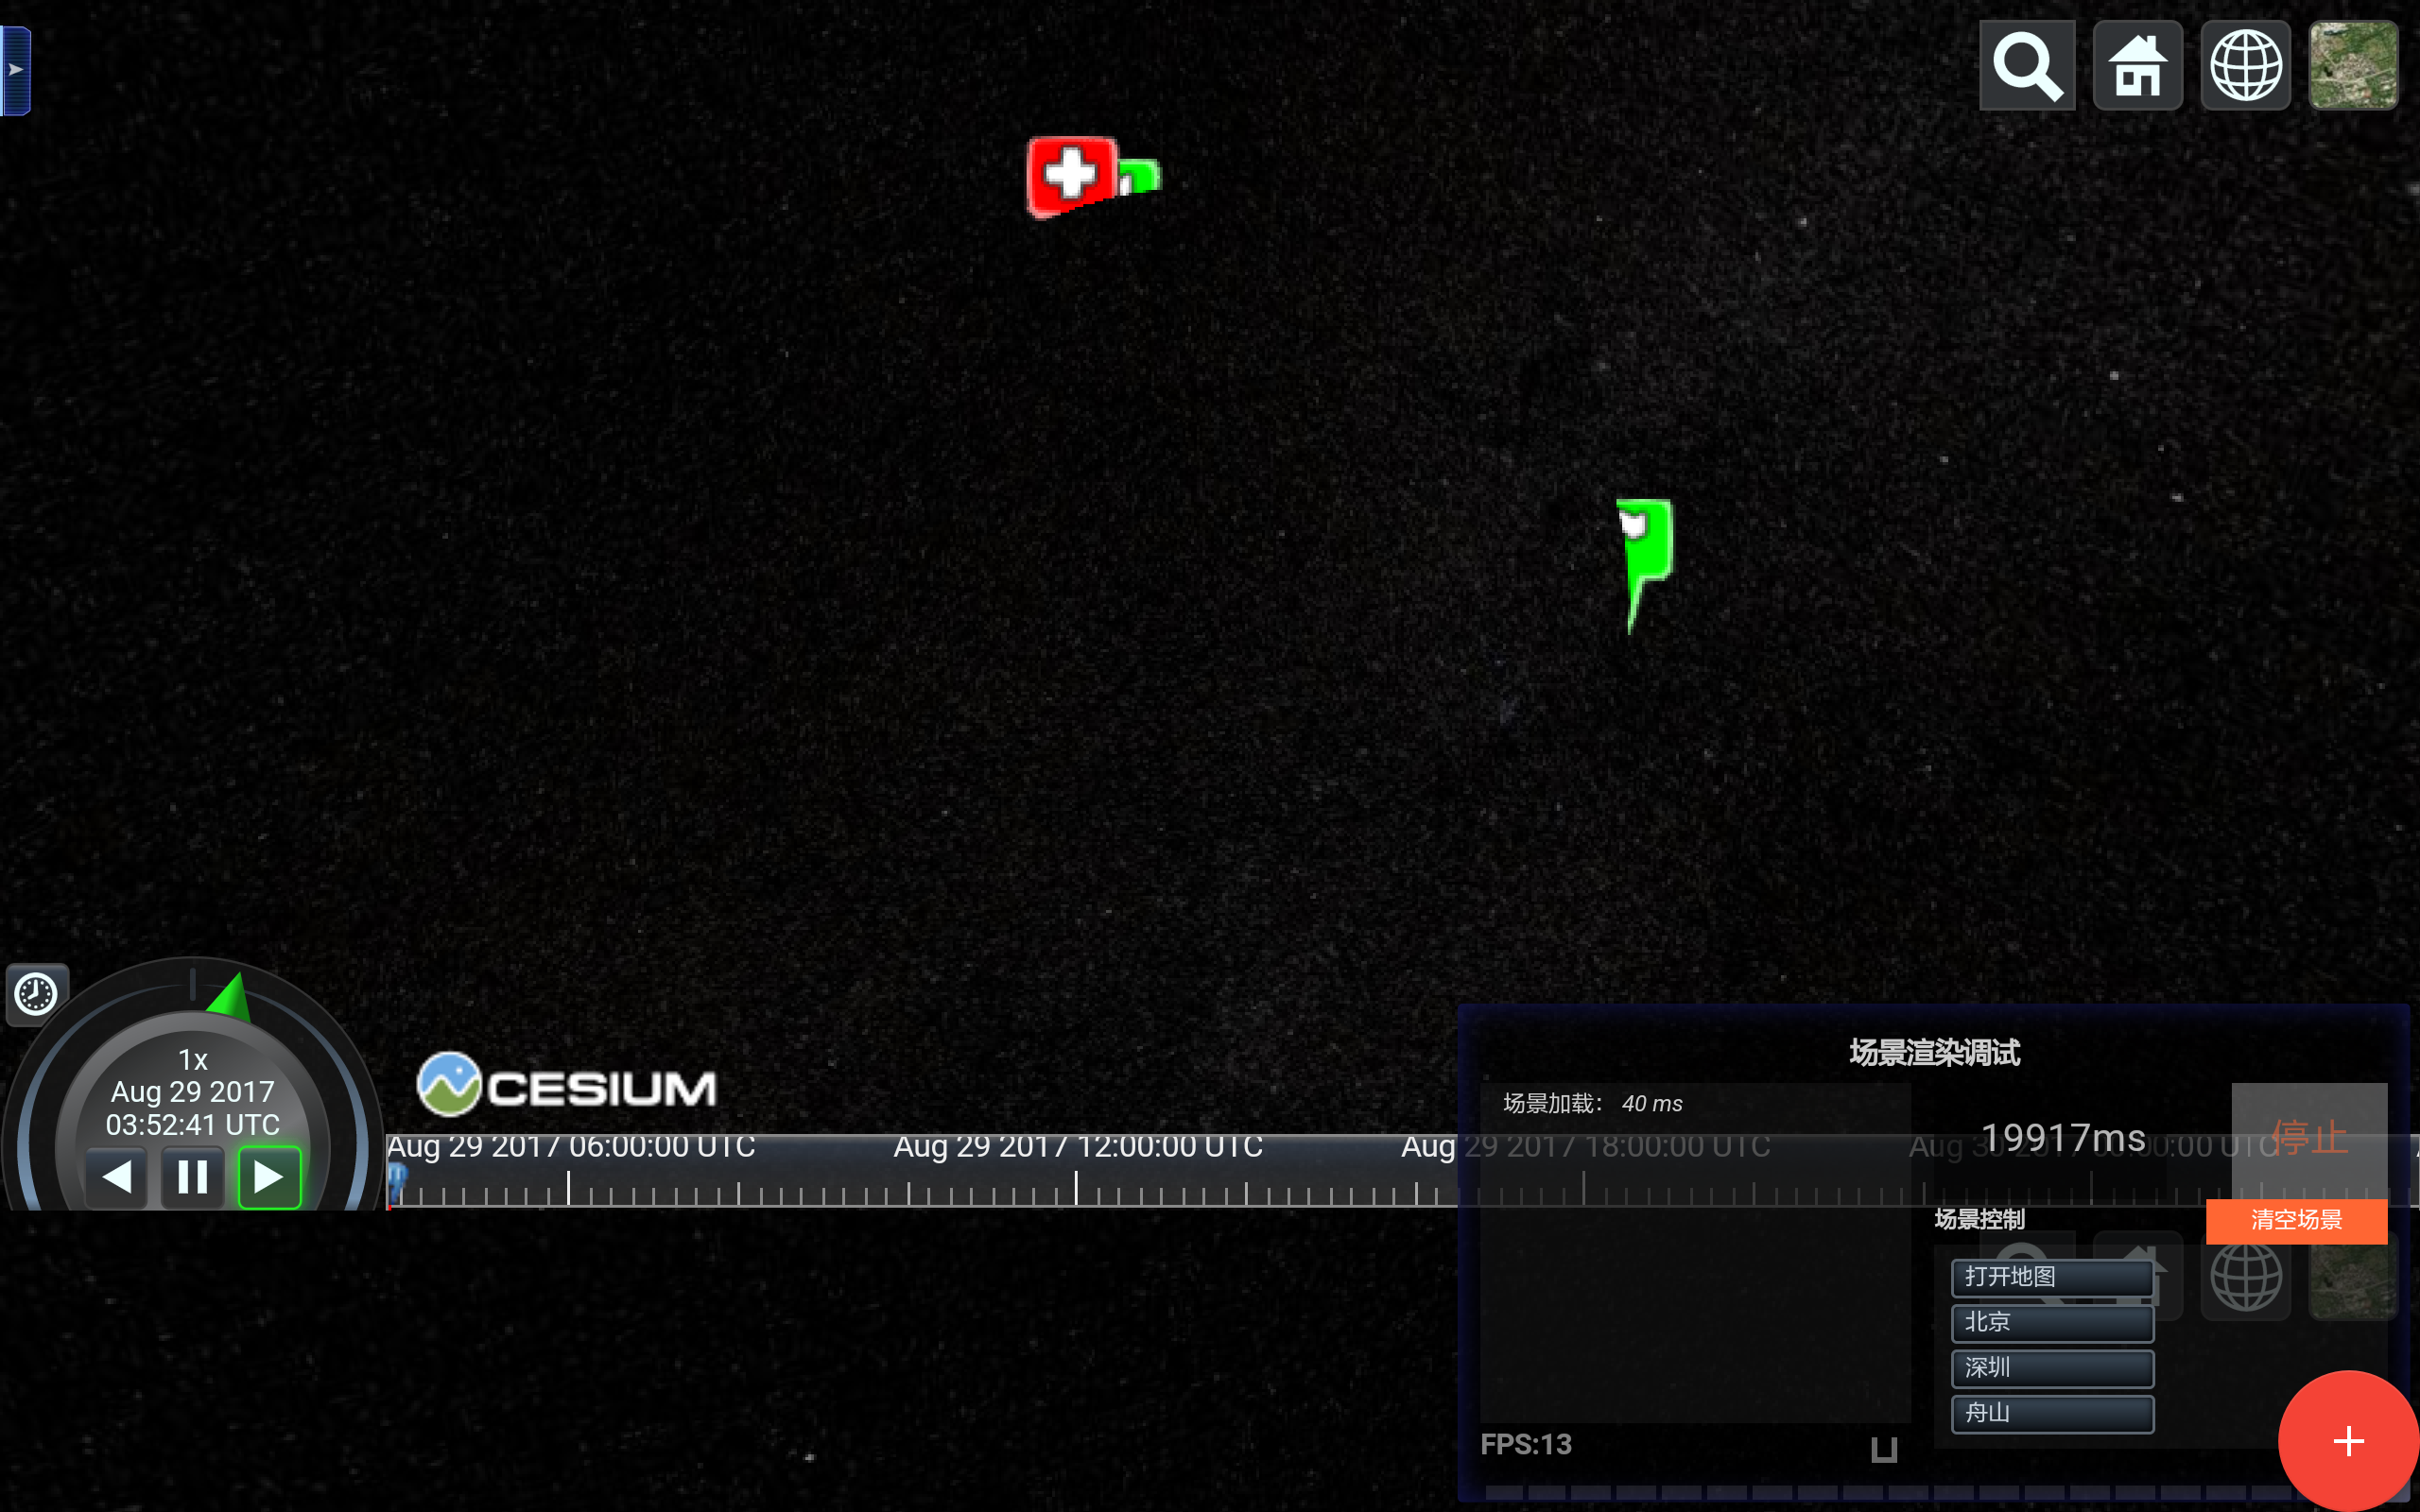 1x
Aug 29 2017
03:52:41 UTC
CESIUM
Aug 29 2017 06:00:00 UTC
Aug 29 2017 12:00:00 UTC
Aug 29 2017 18:00:00 UTC
场景渲染调试
场景加载： 40 ms
19917ms
停止
场景控制
清空场景
打开地图
北京
深圳
舟山
FPS:13